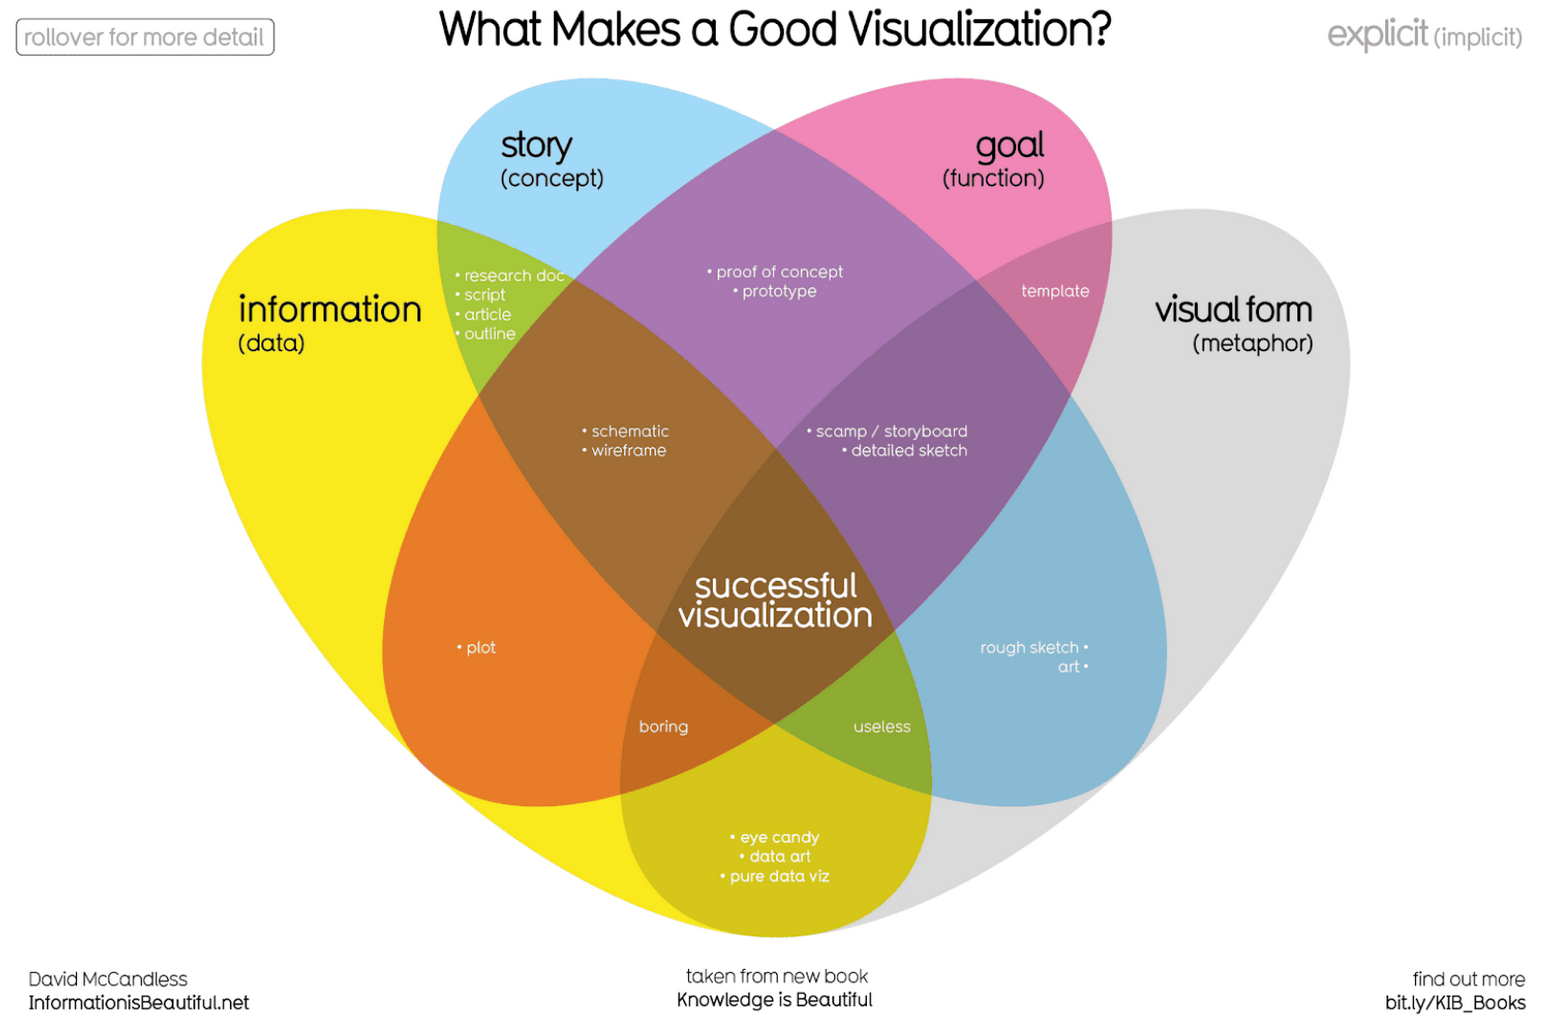 rollover for more detail
What Makes a Good Visualization?
explicit (implicit)
story
(concept)
goal
(function)
information
(data)
visual form
(metaphor)
• research doc
• script
• article
• outline
• proof of concept
• prototype
template
• schematic
• wireframe
• scamp / storyboard
• detailed sketch
successful
visualization
• plot
rough sketch •
art •
boring
useless
• eye candy
• data art
• pure data viz
David McCandless
InformationisBeautiful.net
taken from new book
Knowledge is Beautiful
find out more
bit.ly/KIB_Books